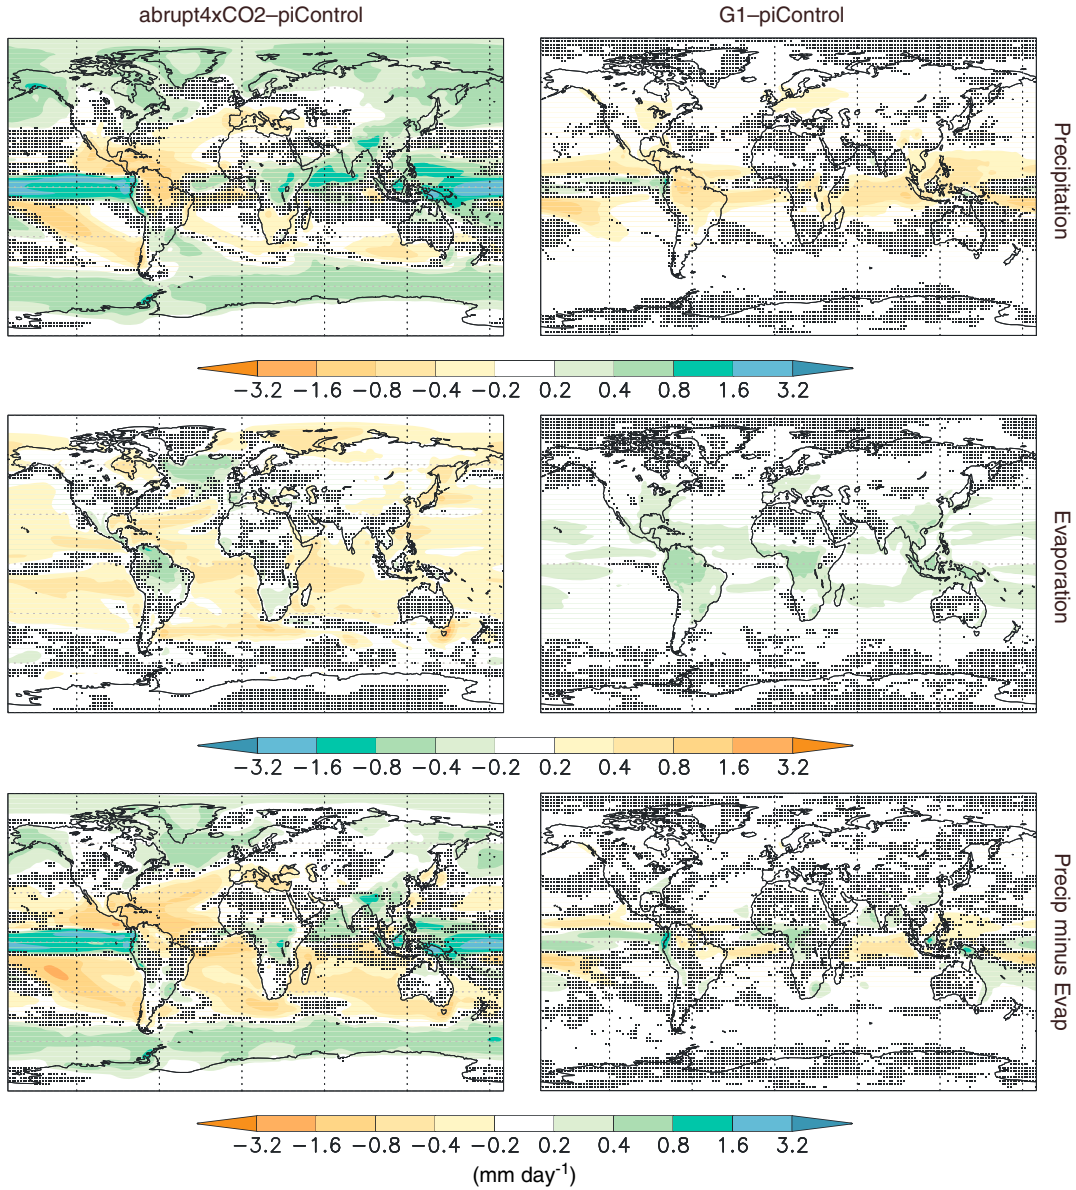 abrupt4xCO2–piControl
G1–piControl
Precipitation
−3.2 −1.6 −0.8 −0.4 −0.2 0.2 0.4 0.8 1.6 3.2
Evaporation
−3.2 −1.6 −0.8 −0.4 −0.2 0.2 0.4 0.8 1.6 3.2
Precip minus Evap
−3.2 −1.6 −0.8 −0.4 −0.2 0.2 0.4 0.8 1.6 3.2
(mm day-1)